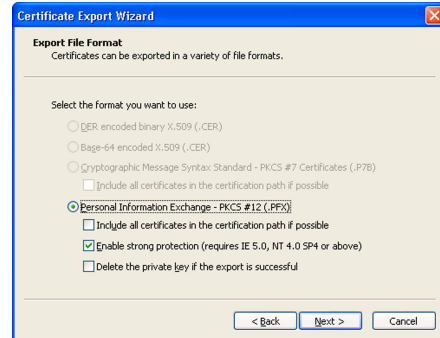 Certificate Export Wizard
Export File Format
Certificates can be exported in a variety of file formats.
Select the format you want to use:
DER encoded binary X.509 (.CER)
Base-64 encoded X.509 (.CER)
Cryptographic Message Syntax Standard - PKCS #7 Certificates (.P7B)
Include all certificates in the certification path if possible
Personal Information Exchange - PKCS #12 (.PFX)
Include all certificates in the certification path if possible
Enable strong protection (requires IE 5.0, NT 4.0 SP4 or above)
Delete the private key if the export is successful
< Back Next > Cancel